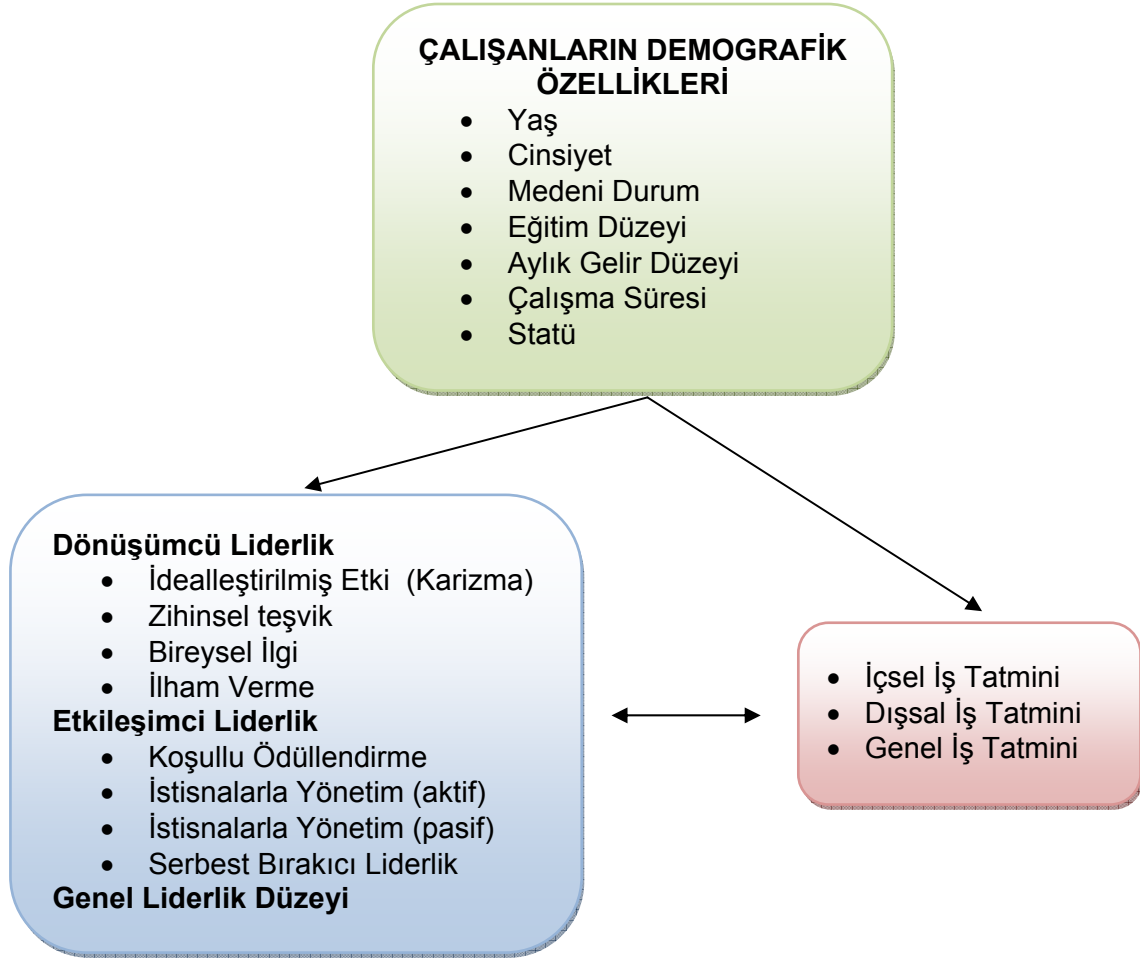 ÇALIŞANLARIN DEMOGRAFİK
ÖZELLİKLERİ
• Yaş
• Cinsiyet
• Medeni Durum
• Eğitim Düzeyi
• Aylık Gelir Düzeyi
• Çalışma Süresi
• Statü
Dönüşümcü Liderlik
• İdealleştirilmiş Etki (Karizma)
• Zihinsel teşvik
• Bireysel İlgi
• İlham Verme
Etkileşimci Liderlik
• Koşullu Ödüllendirme
• İstisnalarla Yönetim (aktif)
• İstisnalarla Yönetim (pasif)
• Serbest Bırakıcı Liderlik
Genel Liderlik Düzeyi
• İçsel İş Tatmini
• Dışsal İş Tatmini
• Genel İş Tatmini